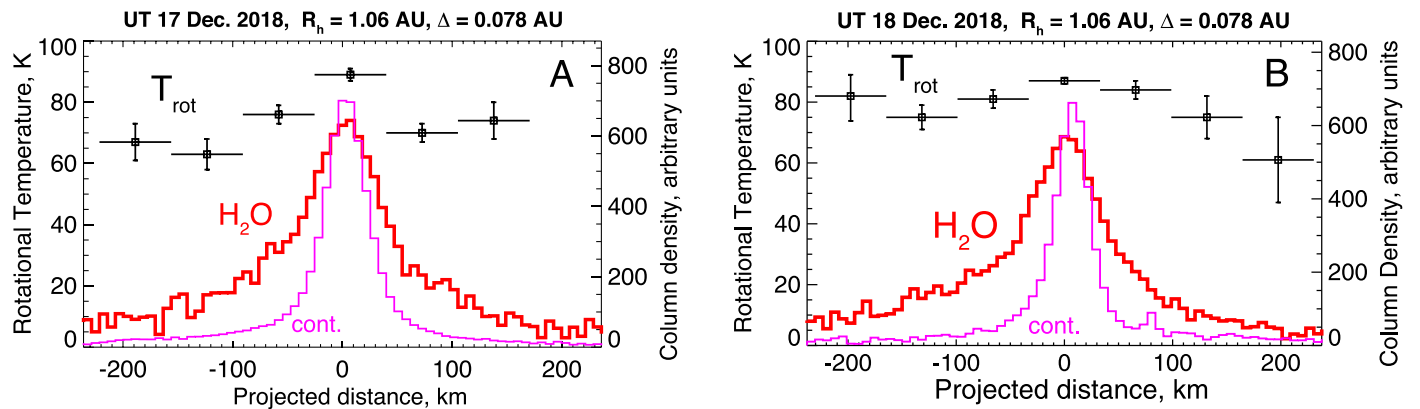 UT 17 Dec. 2018, R_h = 1.06 AU, Δ = 0.078 AU
100
80
60
40
20
0
Rotational Temperature, K
T_rot
A
H₂O
cont.
800
600
400
200
0
Column density, arbitrary units
-200 -100 0 100 200
Projected distance, km
UT 18 Dec. 2018, R_h = 1.06 AU, Δ = 0.078 AU
100
80
60
40
20
0
Rotational Temperature, K
T_rot
B
H₂O
cont.
800
600
400
200
0
Column Density, arbitrary units
-200 -100 0 100 200
Projected distance, km